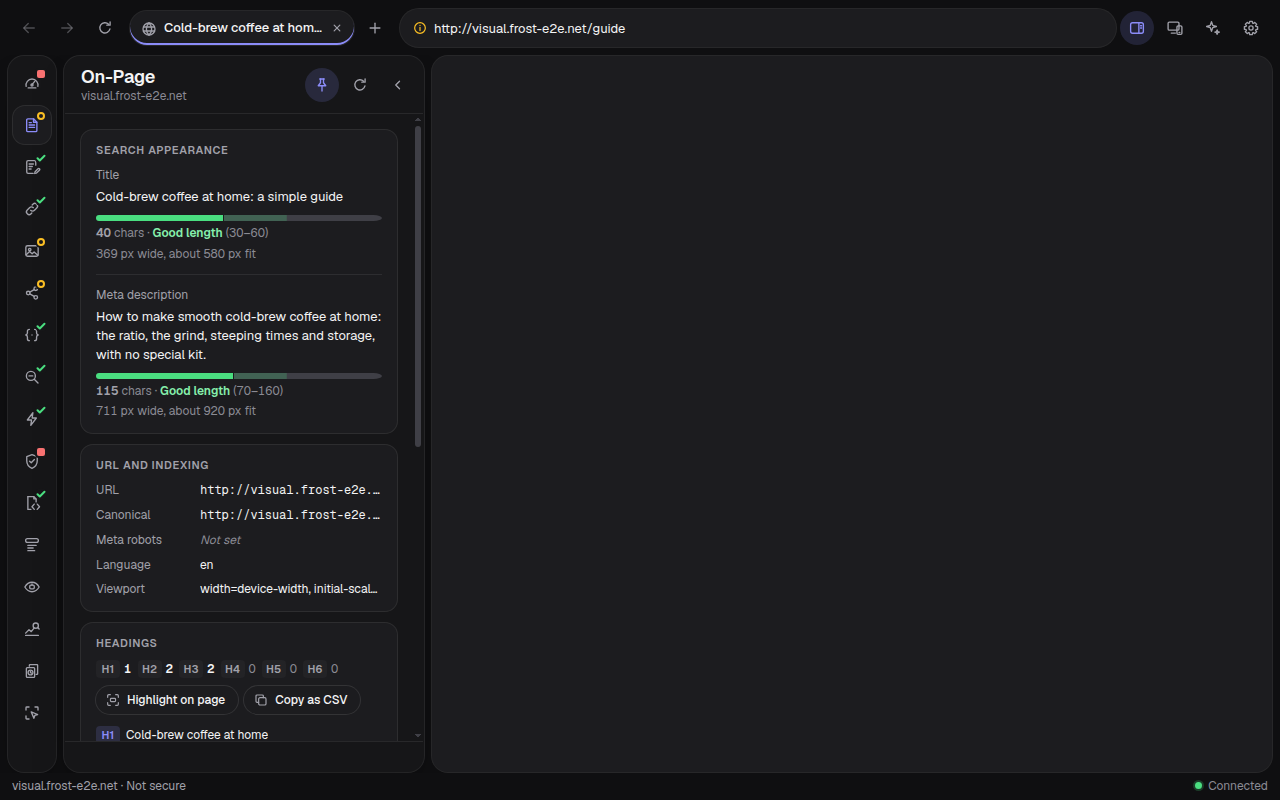 Cold-brew coffee at hom...
http://visual.frost-e2e.net/guide
On-Page
visual.frost-e2e.net
SEARCH APPEARANCE
Title
Cold-brew coffee at home: a simple guide
40 chars · Good length (30–60)
369 px wide, about 580 px fit
Meta description
How to make smooth cold-brew coffee at home:
the ratio, the grind, steeping times and storage,
with no special kit.
115 chars · Good length (70–160)
711 px wide, about 920 px fit
URL AND INDEXING
URL http://visual.frost-e2e.…
Canonical http://visual.frost-e2e.…
Meta robots Not set
Language en
Viewport width=device-width, initial-scal...
HEADINGS
H1 1 H2 2 H3 2 H4 0 H5 0 H6 0
Highlight on page Copy as CSV
H1 Cold-brew coffee at home
visual.frost-e2e.net · Not secure
Connected